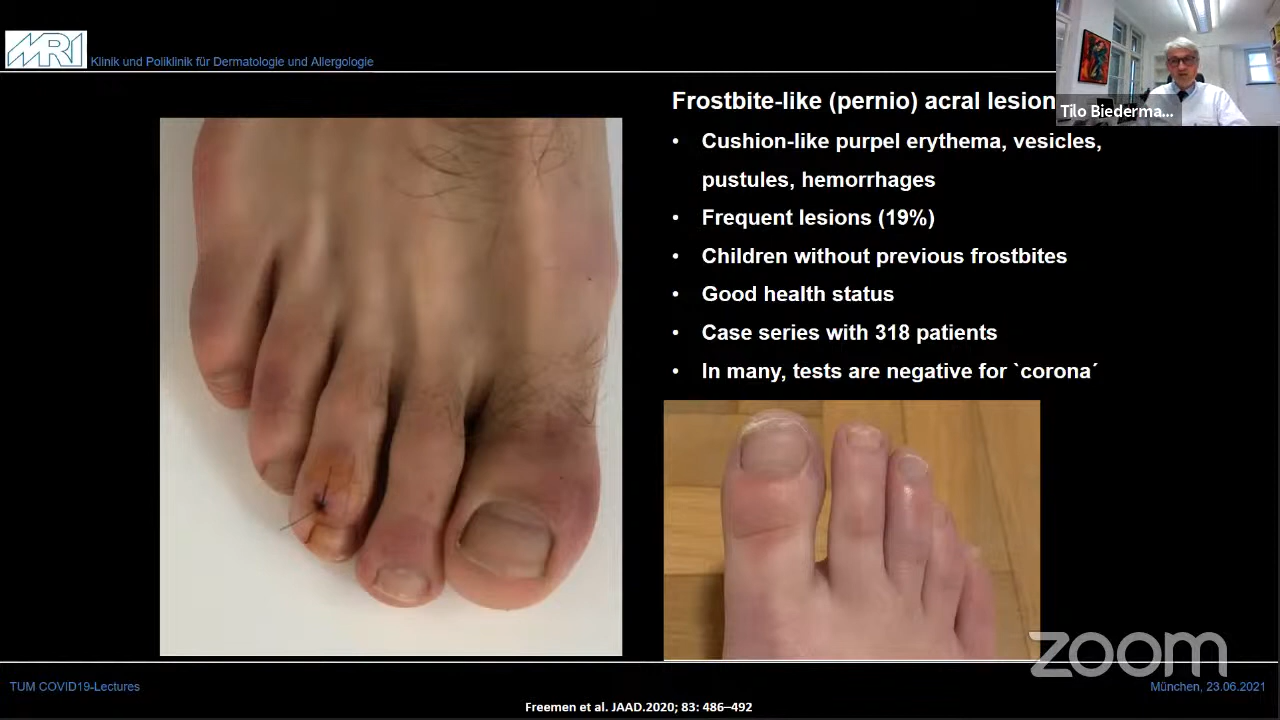 MRI Klinik und Poliklinik für Dermatologie und Allergologie
Frostbite-like (pernio) acral lesion
Tilo Biederma...
• Cushion-like purpel erythema, vesicles,
pustules, hemorrhages
• Frequent lesions (19%)
• Children without previous frostbites
• Good health status
• Case series with 318 patients
• In many, tests are negative for `corona´
zoom
TUM COVID19-Lectures
München, 23.06.2021
Freemen et al. JAAD.2020; 83: 486–492